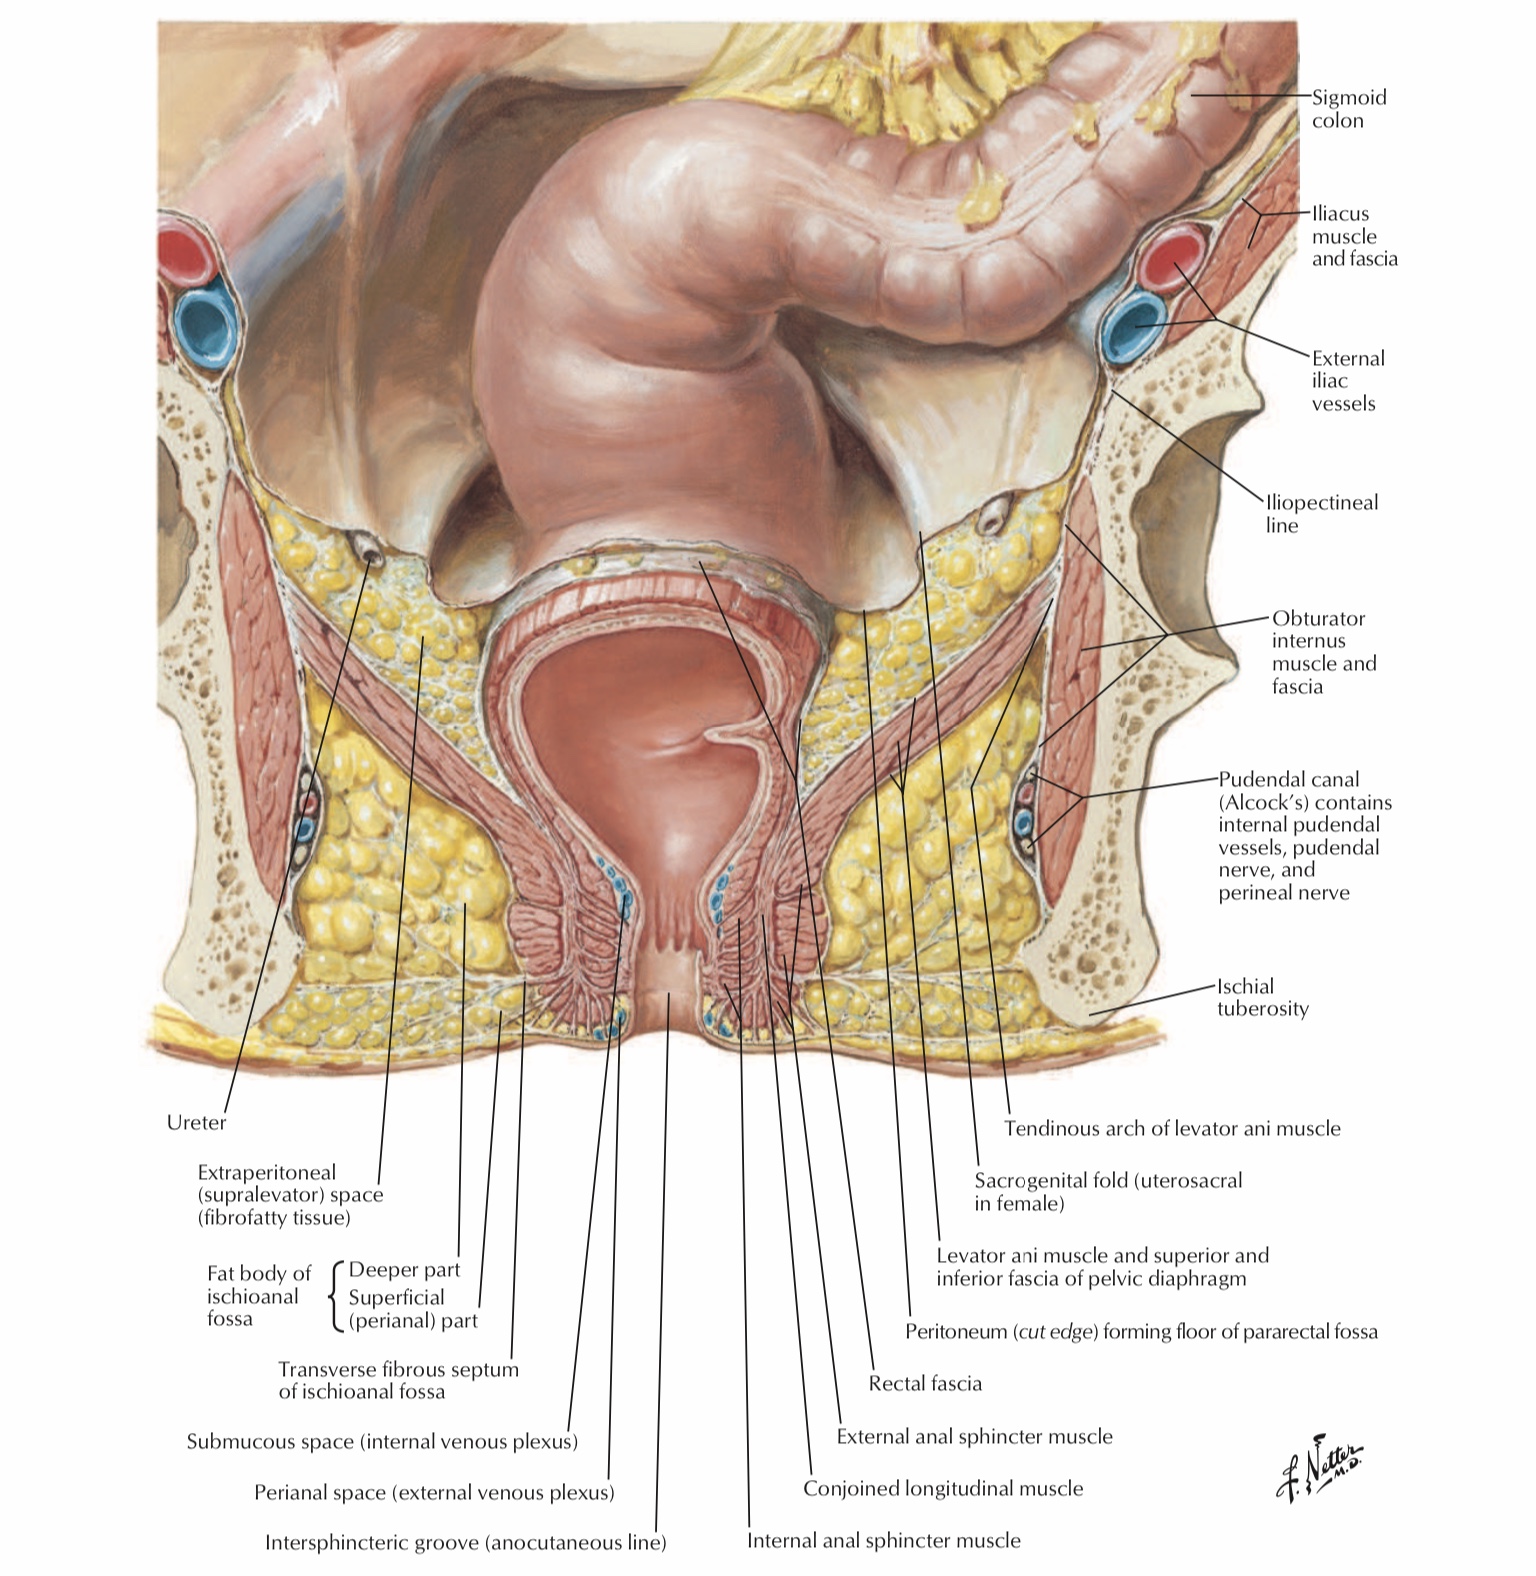 Sigmoid
colon
Iliacus
muscle
and fascia
External
iliac
vessels
Iliopectineal
line
Obturator
internus
muscle and
fascia
Pudendal canal
(Alcock's) contains
internal pudendal
vessels, pudendal
nerve, and
perineal nerve
Ischial
tuberosity
Ureter
Extraperitoneal
(supralevator) space
(fibrofatty tissue)
Fat body of
ischioanal
fossa
Deeper part
Superficial
(perianal) part
Transverse fibrous septum
of ischioanal fossa
Submucous space (internal venous plexus)
Perianal space (external venous plexus)
Intersphincteric groove (anocutaneous line)
Tendinous arch of levator ani muscle
Sacrogenital fold (uterosacral
in female)
Levator ani muscle and superior and
inferior fascia of pelvic diaphragm
Peritoneum (cut edge) forming floor of pararectal fossa
Rectal fascia
External anal sphincter muscle
Conjoined longitudinal muscle
Internal anal sphincter muscle
F. Netter
M.D.